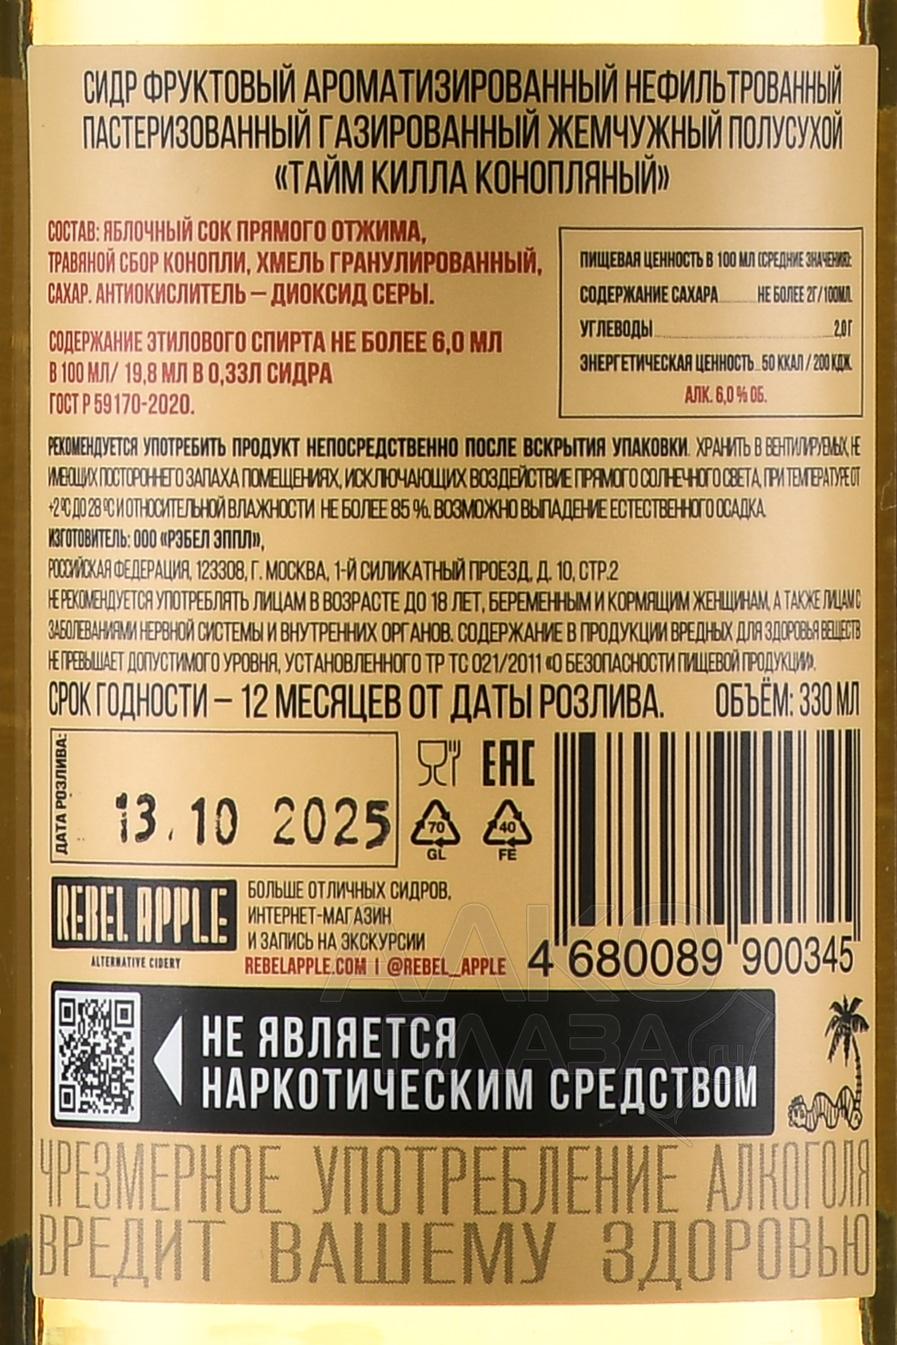 СИДР ФРУКТОВЫЙ АРОМАТИЗИРОВАННЫЙ НЕФИЛЬТРОВАННЫЙ
ПАСТЕРИЗОВАННЫЙ ГАЗИРОВАННЫЙ ЖЕМЧУЖНЫЙ ПОЛУСУХОЙ
«ТАЙМ КИЛЛА КОНОПЛЯНЫЙ»
СОСТАВ: ЯБЛОЧНЫЙ СОК ПРЯМОГО ОТЖИМА,
ТРАВЯНОЙ СБОР КОНОПЛИ, ХМЕЛЬ ГРАНУЛИРОВАННЫЙ,
САХАР. АНТИОКИСЛИТЕЛЬ – ДИОКСИД СЕРЫ.
СОДЕРЖАНИЕ ЭТИЛОВОГО СПИРТА НЕ БОЛЕЕ 6,0 МЛ
В 100 МЛ/ 19,8 МЛ В 0,33Л СИДРА
ГОСТ Р 59170-2020.
ПИЩЕВАЯ ЦЕННОСТЬ В 100 МЛ (СРЕДНИЕ ЗНАЧЕНИЯ):
СОДЕРЖАНИЕ САХАРА НЕ БОЛЕЕ 2Г/100МЛ.
УГЛЕВОДЫ 2,0 Г
ЭНЕРГЕТИЧЕСКАЯ ЦЕННОСТЬ 50 ККАЛ / 200 КДЖ.
АЛК. 6,0 % ОБ.
РЕКОМЕНДУЕТСЯ УПОТРЕБИТЬ ПРОДУКТ НЕПОСРЕДСТВЕННО ПОСЛЕ ВСКРЫТИЯ УПАКОВКИ. ХРАНИТЬ В ВЕНТИЛИРУЕМЫХ, НЕ
ИМЕЮЩИХ ПОСТОРОННЕГО ЗАПАХА ПОМЕЩЕНИЯХ, ИСКЛЮЧАЮЩИХ ВОЗДЕЙСТВИЕ ПРЯМОГО СОЛНЕЧНОГО СВЕТА, ПРИ ТЕМПЕРАТУРЕ ОТ
+2 ºС ДО 28 ºС И ОТНОСИТЕЛЬНОЙ ВЛАЖНОСТИ НЕ БОЛЕЕ 85 %. ВОЗМОЖНО ВЫПАДЕНИЕ ЕСТЕСТВЕННОГО ОСАДКА.
ИЗГОТОВИТЕЛЬ: ООО «РЭБЕЛ ЭППЛ»,
РОССИЙСКАЯ ФЕДЕРАЦИЯ, 123308, Г. МОСКВА, 1-Й СИЛИКАТНЫЙ ПРОЕЗД, Д. 10, СТР.2
НЕ РЕКОМЕНДУЕТСЯ УПОТРЕБЛЯТЬ ЛИЦАМ В ВОЗРАСТЕ ДО 18 ЛЕТ, БЕРЕМЕННЫМ И КОРМЯЩИМ ЖЕНЩИНАМ, А ТАКЖЕ ЛИЦАМ С
ЗАБОЛЕВАНИЯМИ НЕРВНОЙ СИСТЕМЫ И ВНУТРЕННИХ ОРГАНОВ. СОДЕРЖАНИЕ В ПРОДУКЦИИ ВРЕДНЫХ ДЛЯ ЗДОРОВЬЯ ВЕЩЕСТВ
НЕ ПРЕВЫШАЕТ ДОПУСТИМОГО УРОВНЯ, УСТАНОВЛЕННОГО ТР ТС 021/2011 «О БЕЗОПАСНОСТИ ПИЩЕВОЙ ПРОДУКЦИИ».
СРОК ГОДНОСТИ – 12 МЕСЯЦЕВ ОТ ДАТЫ РОЗЛИВА. ОБЪЁМ: 330 МЛ
ДАТА РОЗЛИВА:
13.10 2025
EAC
70
GL
40
FE
REBEL APPLE
ALTERNATIVE CIDERY
БОЛЬШЕ ОТЛИЧНЫХ СИДРОВ,
ИНТЕРНЕТ-МАГАЗИН
И ЗАПИСЬ НА ЭКСКУРСИИ
REBELAPPLE.COM | @REBEL_APPLE
4 680089 900345
АЛКО
ПЛАЗА.ru
НЕ ЯВЛЯЕТСЯ
НАРКОТИЧЕСКИМ СРЕДСТВОМ
ЧРЕЗМЕРНОЕ УПОТРЕБЛЕНИЕ АЛКОГОЛЯ
ВРЕДИТ ВАШЕМУ ЗДОРОВЬЮ